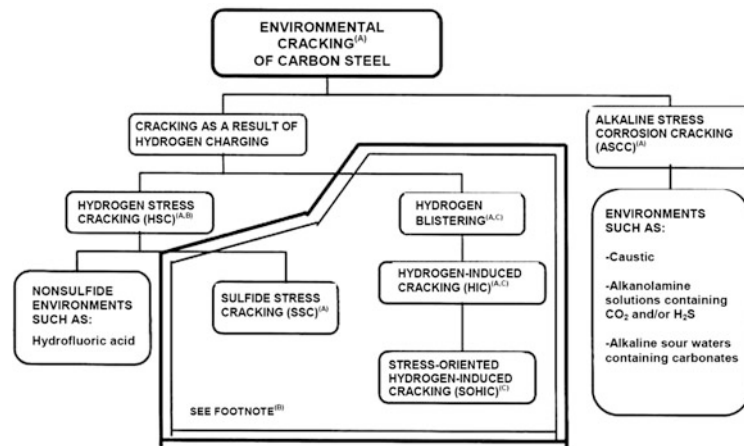 ENVIRONMENTAL
CRACKING(A)
OF CARBON STEEL
CRACKING AS A RESULT OF
HYDROGEN CHARGING
ALKALINE STRESS
CORROSION CRACKING
(ASCC)(A)
HYDROGEN STRESS
CRACKING (HSC)(A,B)
HYDROGEN
BLISTERING(A,C)
ENVIRONMENTS
SUCH AS:
-Caustic
-Alkanolamine
solutions containing
CO2 and/or H2S
-Alkaline sour waters
containing carbonates
NONSULFIDE
ENVIRONMENTS
SUCH AS:
Hydrofluoric acid
SULFIDE STRESS
CRACKING (SSC)(A)
HYDROGEN-INDUCED
CRACKING (HIC)(A,C)
STRESS-ORIENTED
HYDROGEN-INDUCED
CRACKING (SOHIC)(C)
SEE FOOTNOTE(B)